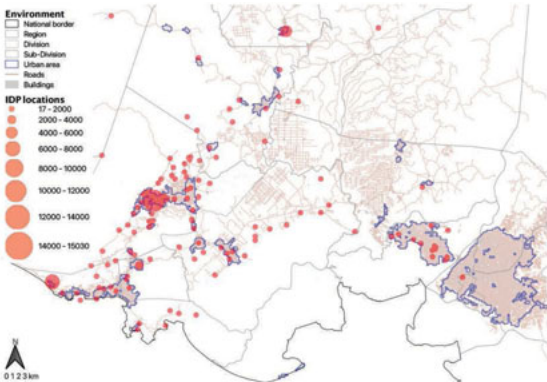 Environment
National border
Region
Division
Sub-Division
Urban area
Roads
Buildings
IDP locations
17 - 2000
2000 - 4000
4000 - 6000
6000 - 8000
8000 - 10000
10000 - 12000
12000 - 14000
14000 - 15030
N
0 1 2 3 km